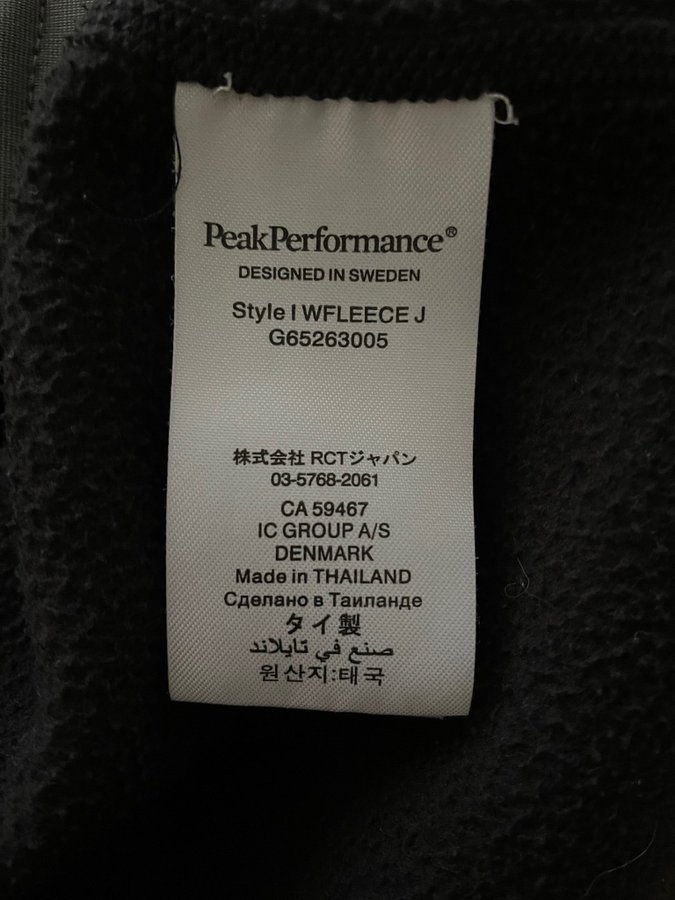 PeakPerformance®
DESIGNED IN SWEDEN
Style I WFLEECE J
G65263005
株式会社 RCTジャパン
03-5768-2061
CA 59467
IC GROUP A/S
DENMARK
Made in THAILAND
Сделано в Таиланде
タイ製
صنع في تايلاند
원산지:태국